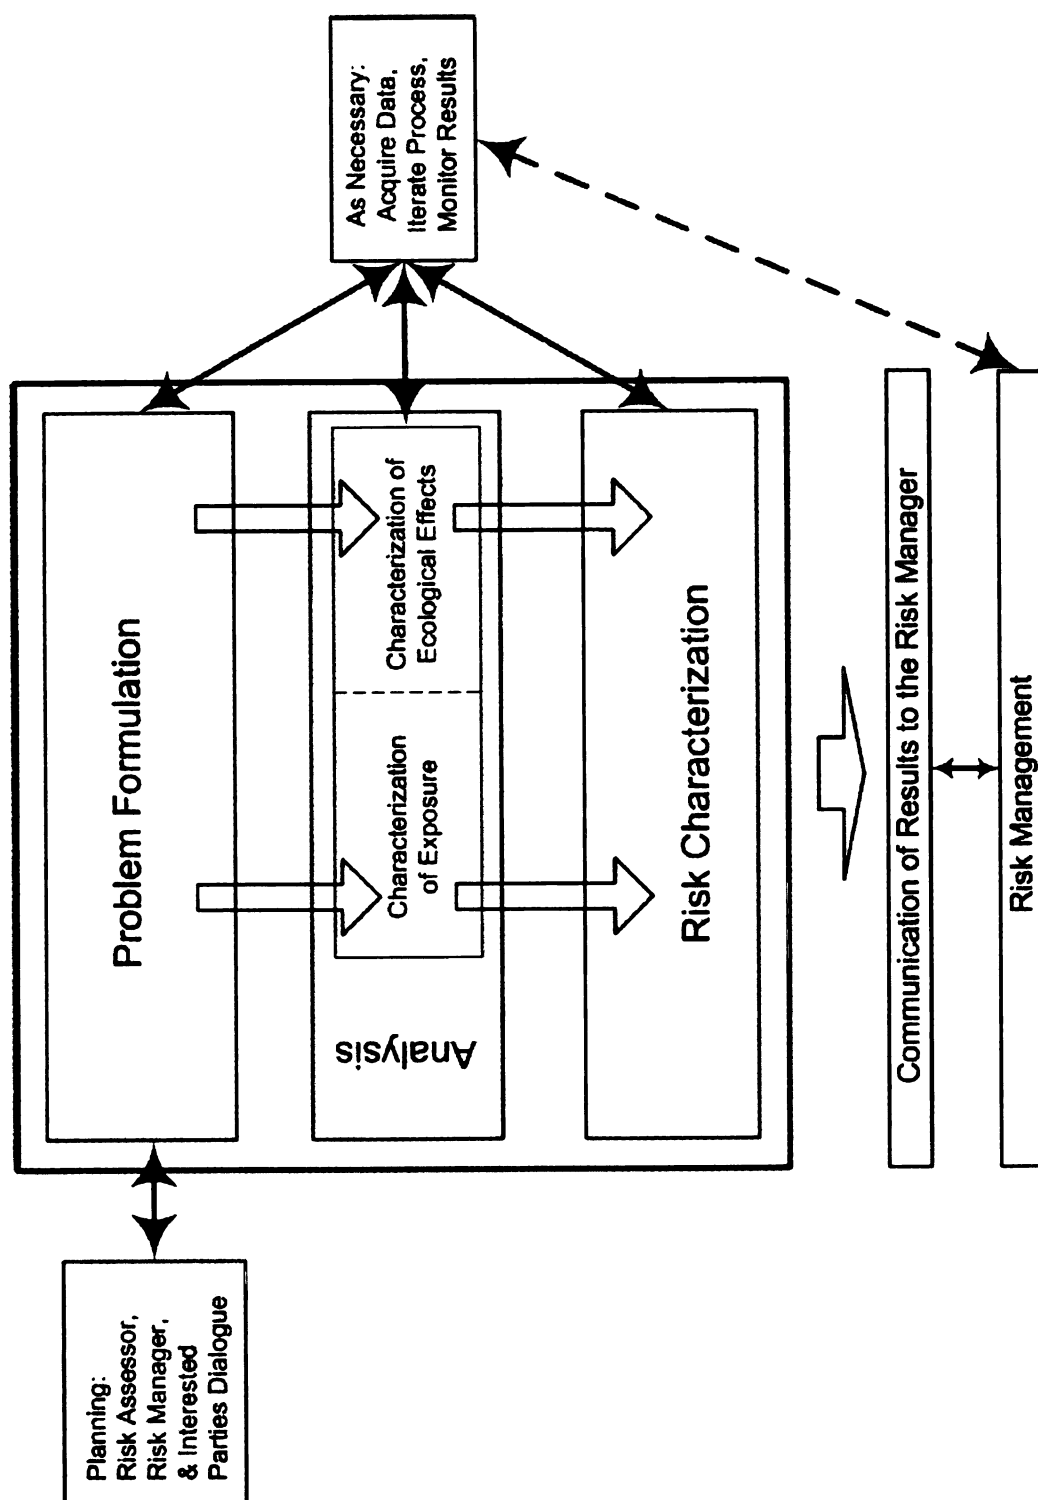 Planning:
Risk Assessor,
Risk Manager,
& Interested
Parties Dialogue
Problem Formulation
Analysis
Characterization
of Exposure
Characterization of
Ecological Effects
Risk Characterization
As Necessary:
Acquire Data,
Iterate Process,
Monitor Results
Communication of Results to the Risk Manager
Risk Management